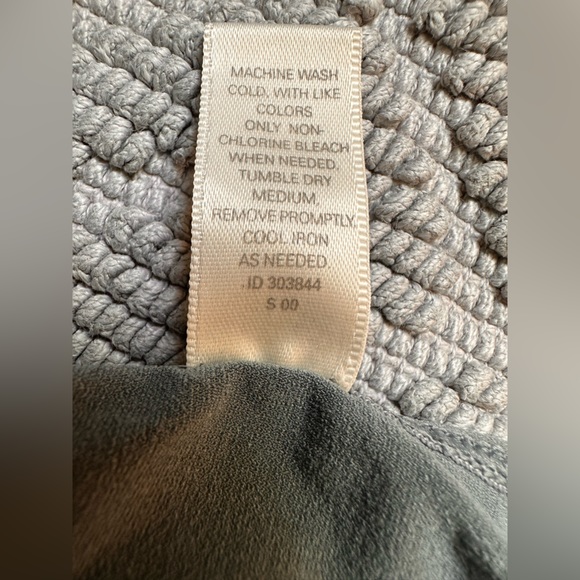 MACHINE WASH
COLD, WITH LIKE
COLORS
ONLY NON-
CHLORINE BLEACH
WHEN NEEDED.
TUMBLE DRY
MEDIUM.
REMOVE PROMPTLY.
COOL IRON
AS NEEDED.
ID 303844
S 00